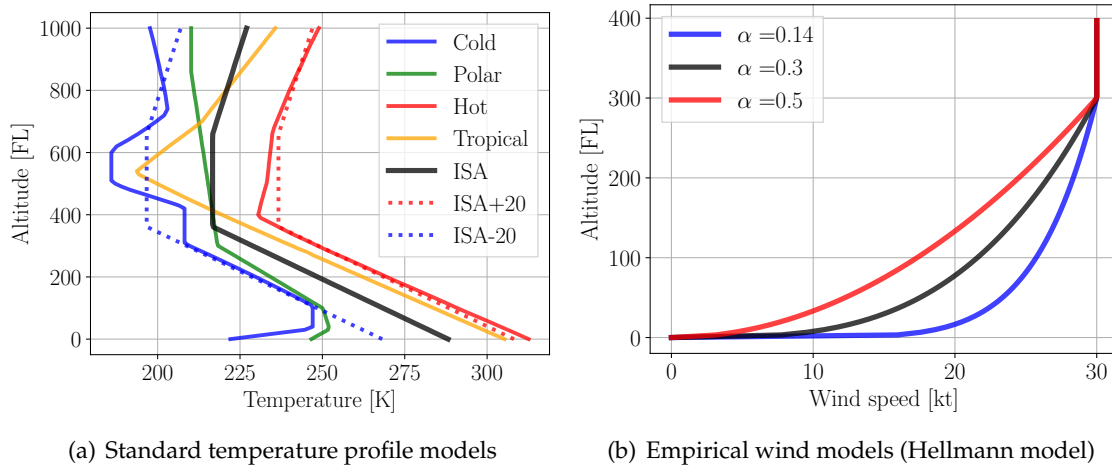 1000
800
600
400
200
0
Altitude [FL]
200
225
250
275
300
Temperature [K]
Cold
Polar
Hot
Tropical
ISA
ISA+20
ISA-20
(a) Standard temperature profile models
400
300
200
100
0
Altitude [FL]
0
10
20
30
Wind speed [kt]
α =0.14
α =0.3
α =0.5
(b) Empirical wind models (Hellmann model)